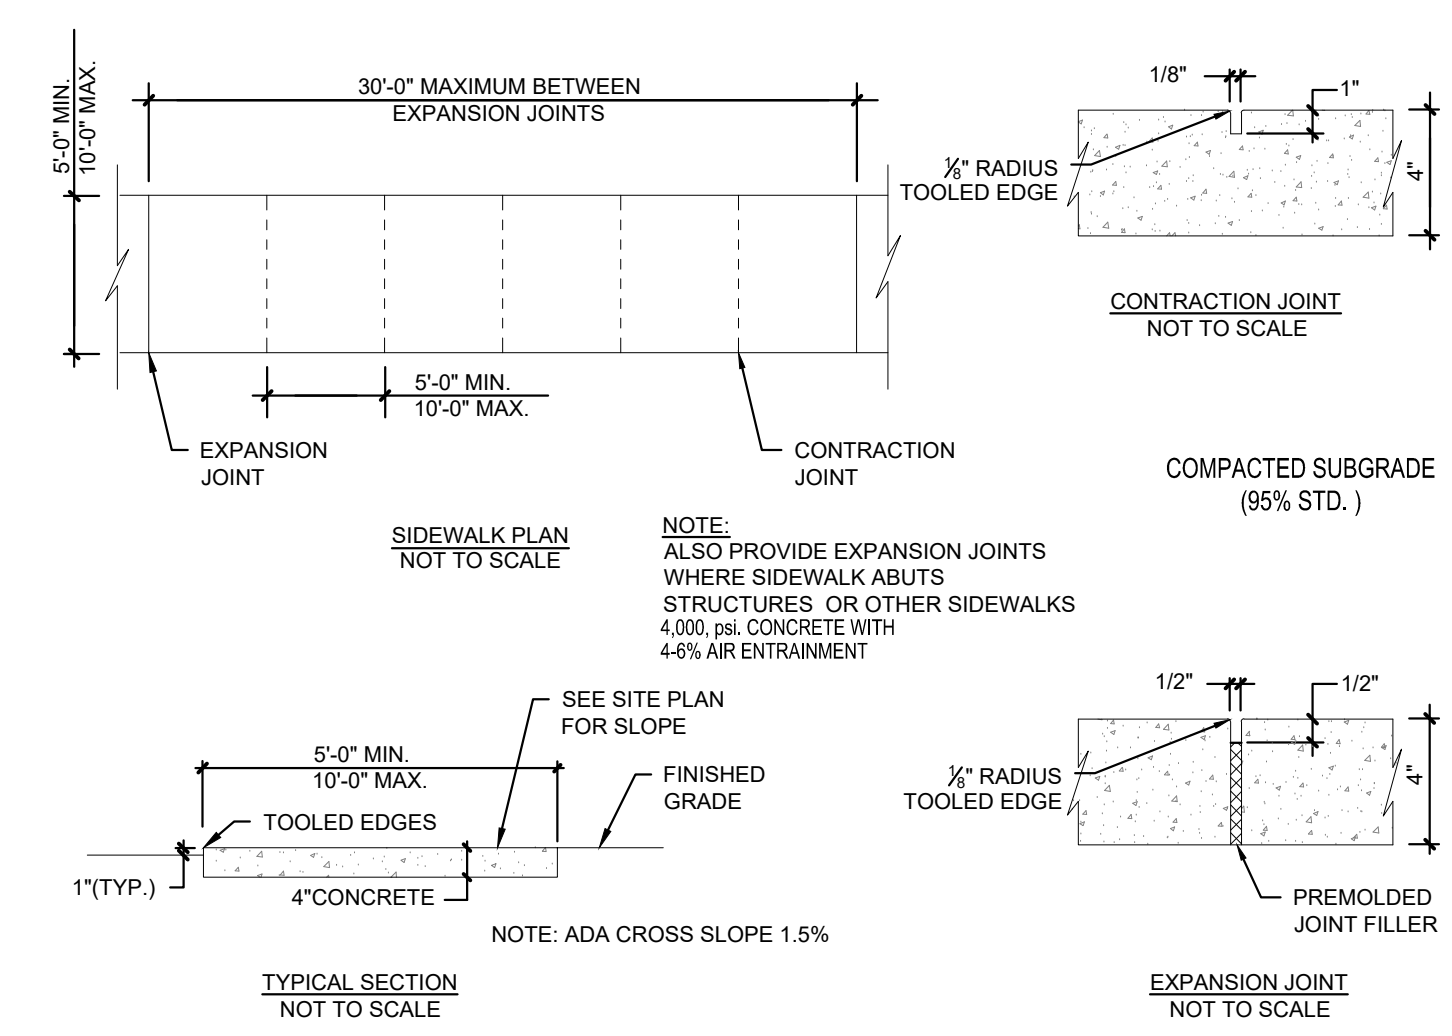 5'-0" MIN.
10'-0" MAX.
30'-0" MAXIMUM BETWEEN
EXPANSION JOINTS
5'-0" MIN.
10'-0" MAX.
EXPANSION
JOINT
CONTRACTION
JOINT
SIDEWALK PLAN
NOT TO SCALE
1/8"
1"
1/8" RADIUS
TOOLED EDGE
4"
CONTRACTION JOINT
NOT TO SCALE
COMPACTED SUBGRADE
(95% STD. )
NOTE:
ALSO PROVIDE EXPANSION JOINTS
WHERE SIDEWALK ABUTS
STRUCTURES OR OTHER SIDEWALKS
4,000, psi. CONCRETE WITH
4-6% AIR ENTRAINMENT
SEE SITE PLAN
FOR SLOPE
5'-0" MIN.
10'-0" MAX.
FINISHED
GRADE
TOOLED EDGES
1"(TYP.)
4"CONCRETE
NOTE: ADA CROSS SLOPE 1.5%
TYPICAL SECTION
NOT TO SCALE
1/2"
1/2"
1/8" RADIUS
TOOLED EDGE
4"
PREMOLDED
JOINT FILLER
EXPANSION JOINT
NOT TO SCALE